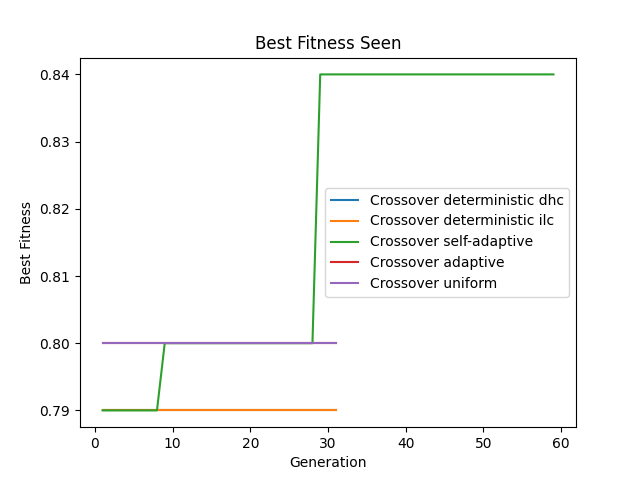 Best Fitness Seen
0.84
0.83
0.82
0.81
0.80
0.79
Best Fitness
Crossover deterministic dhc
Crossover deterministic ilc
Crossover self-adaptive
Crossover adaptive
Crossover uniform
0 10 20 30 40 50 60
Generation